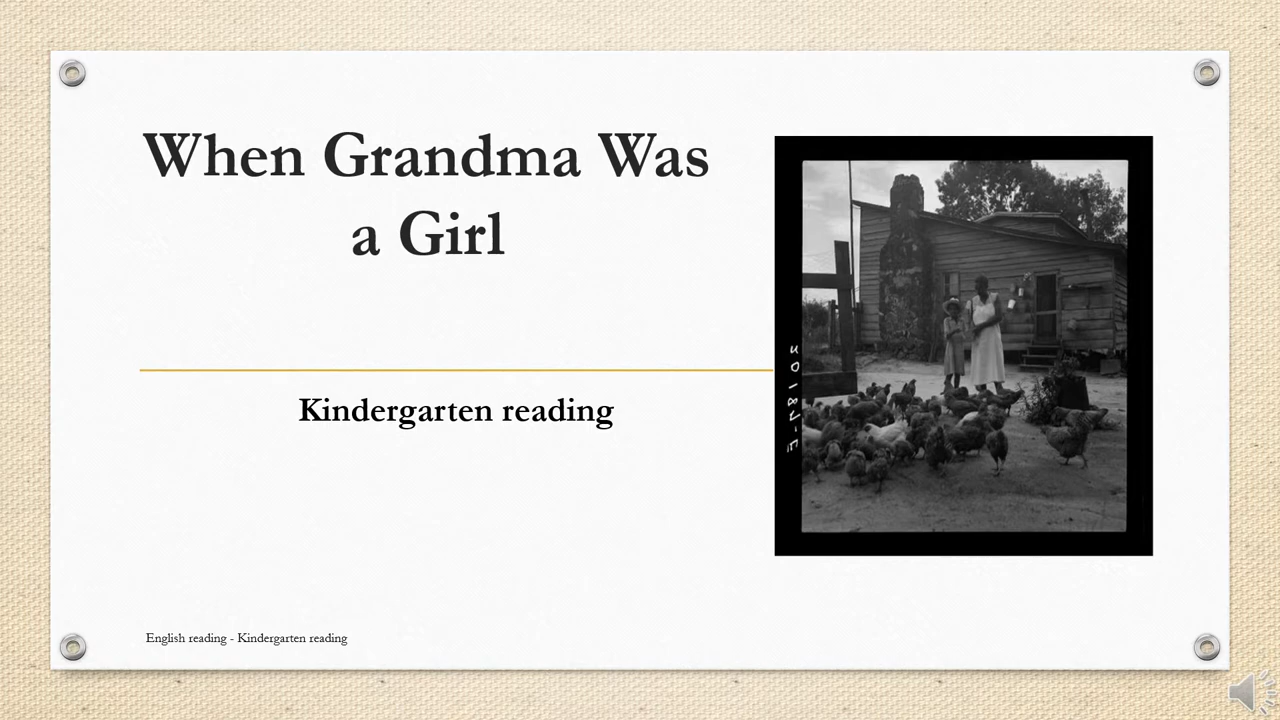 When Grandma Was
a Girl
Kindergarten reading
English reading - Kindergarten reading